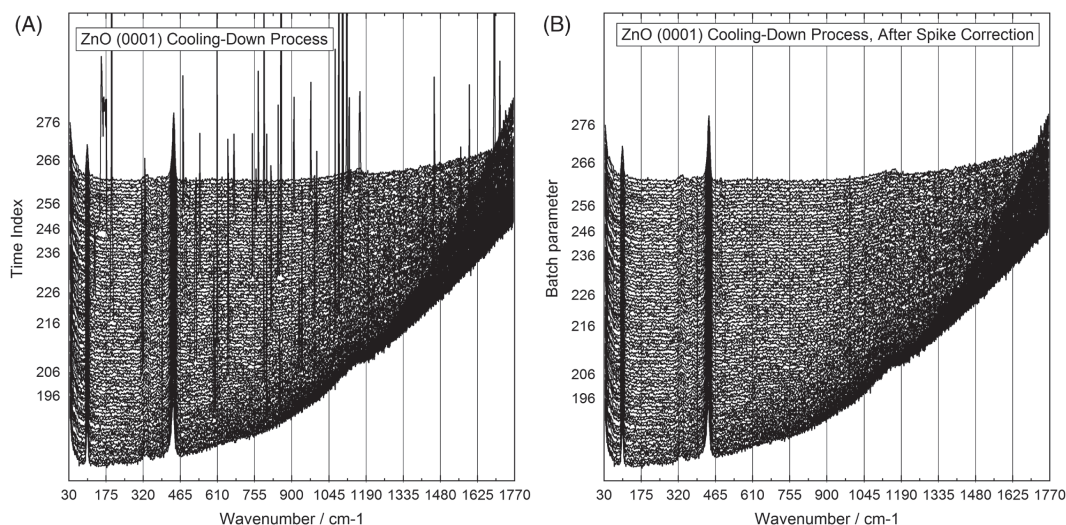 (A)
ZnO (0001) Cooling-Down Process
276
266
256
246
236
226
216
206
196
Time Index
30 175 320 465 610 755 900 1045 1190 1335 1480 1625 1770
Wavenumber / cm-1
(B)
ZnO (0001) Cooling-Down Process, After Spike Correction
276
266
256
246
236
226
216
206
196
Batch parameter
30 175 320 465 610 755 900 1045 1190 1335 1480 1625 1770
Wavenumber / cm-1